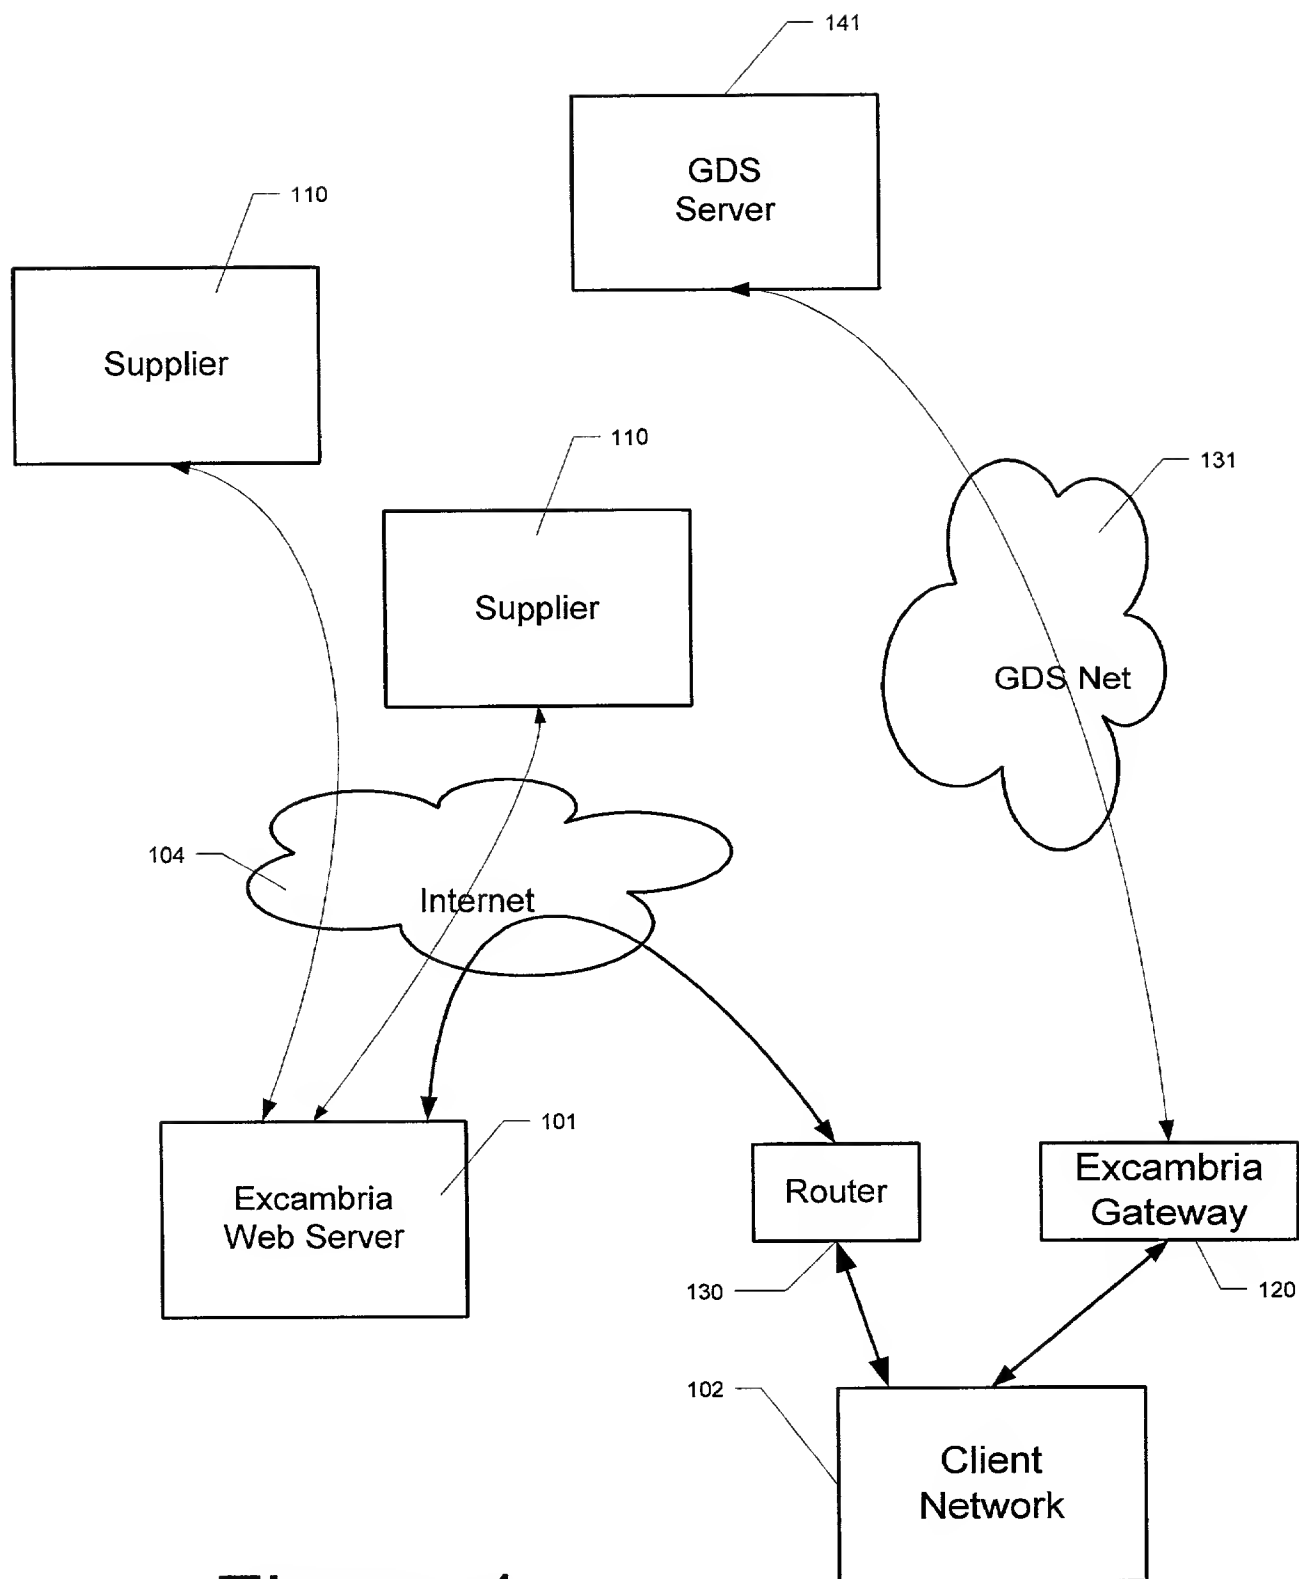 141
GDS
Server
110
Supplier
110
131
Supplier
GDS Net
104
Internet
101
Excambria
Web Server
Router
Excambria
Gateway
130
120
102
Client
Network